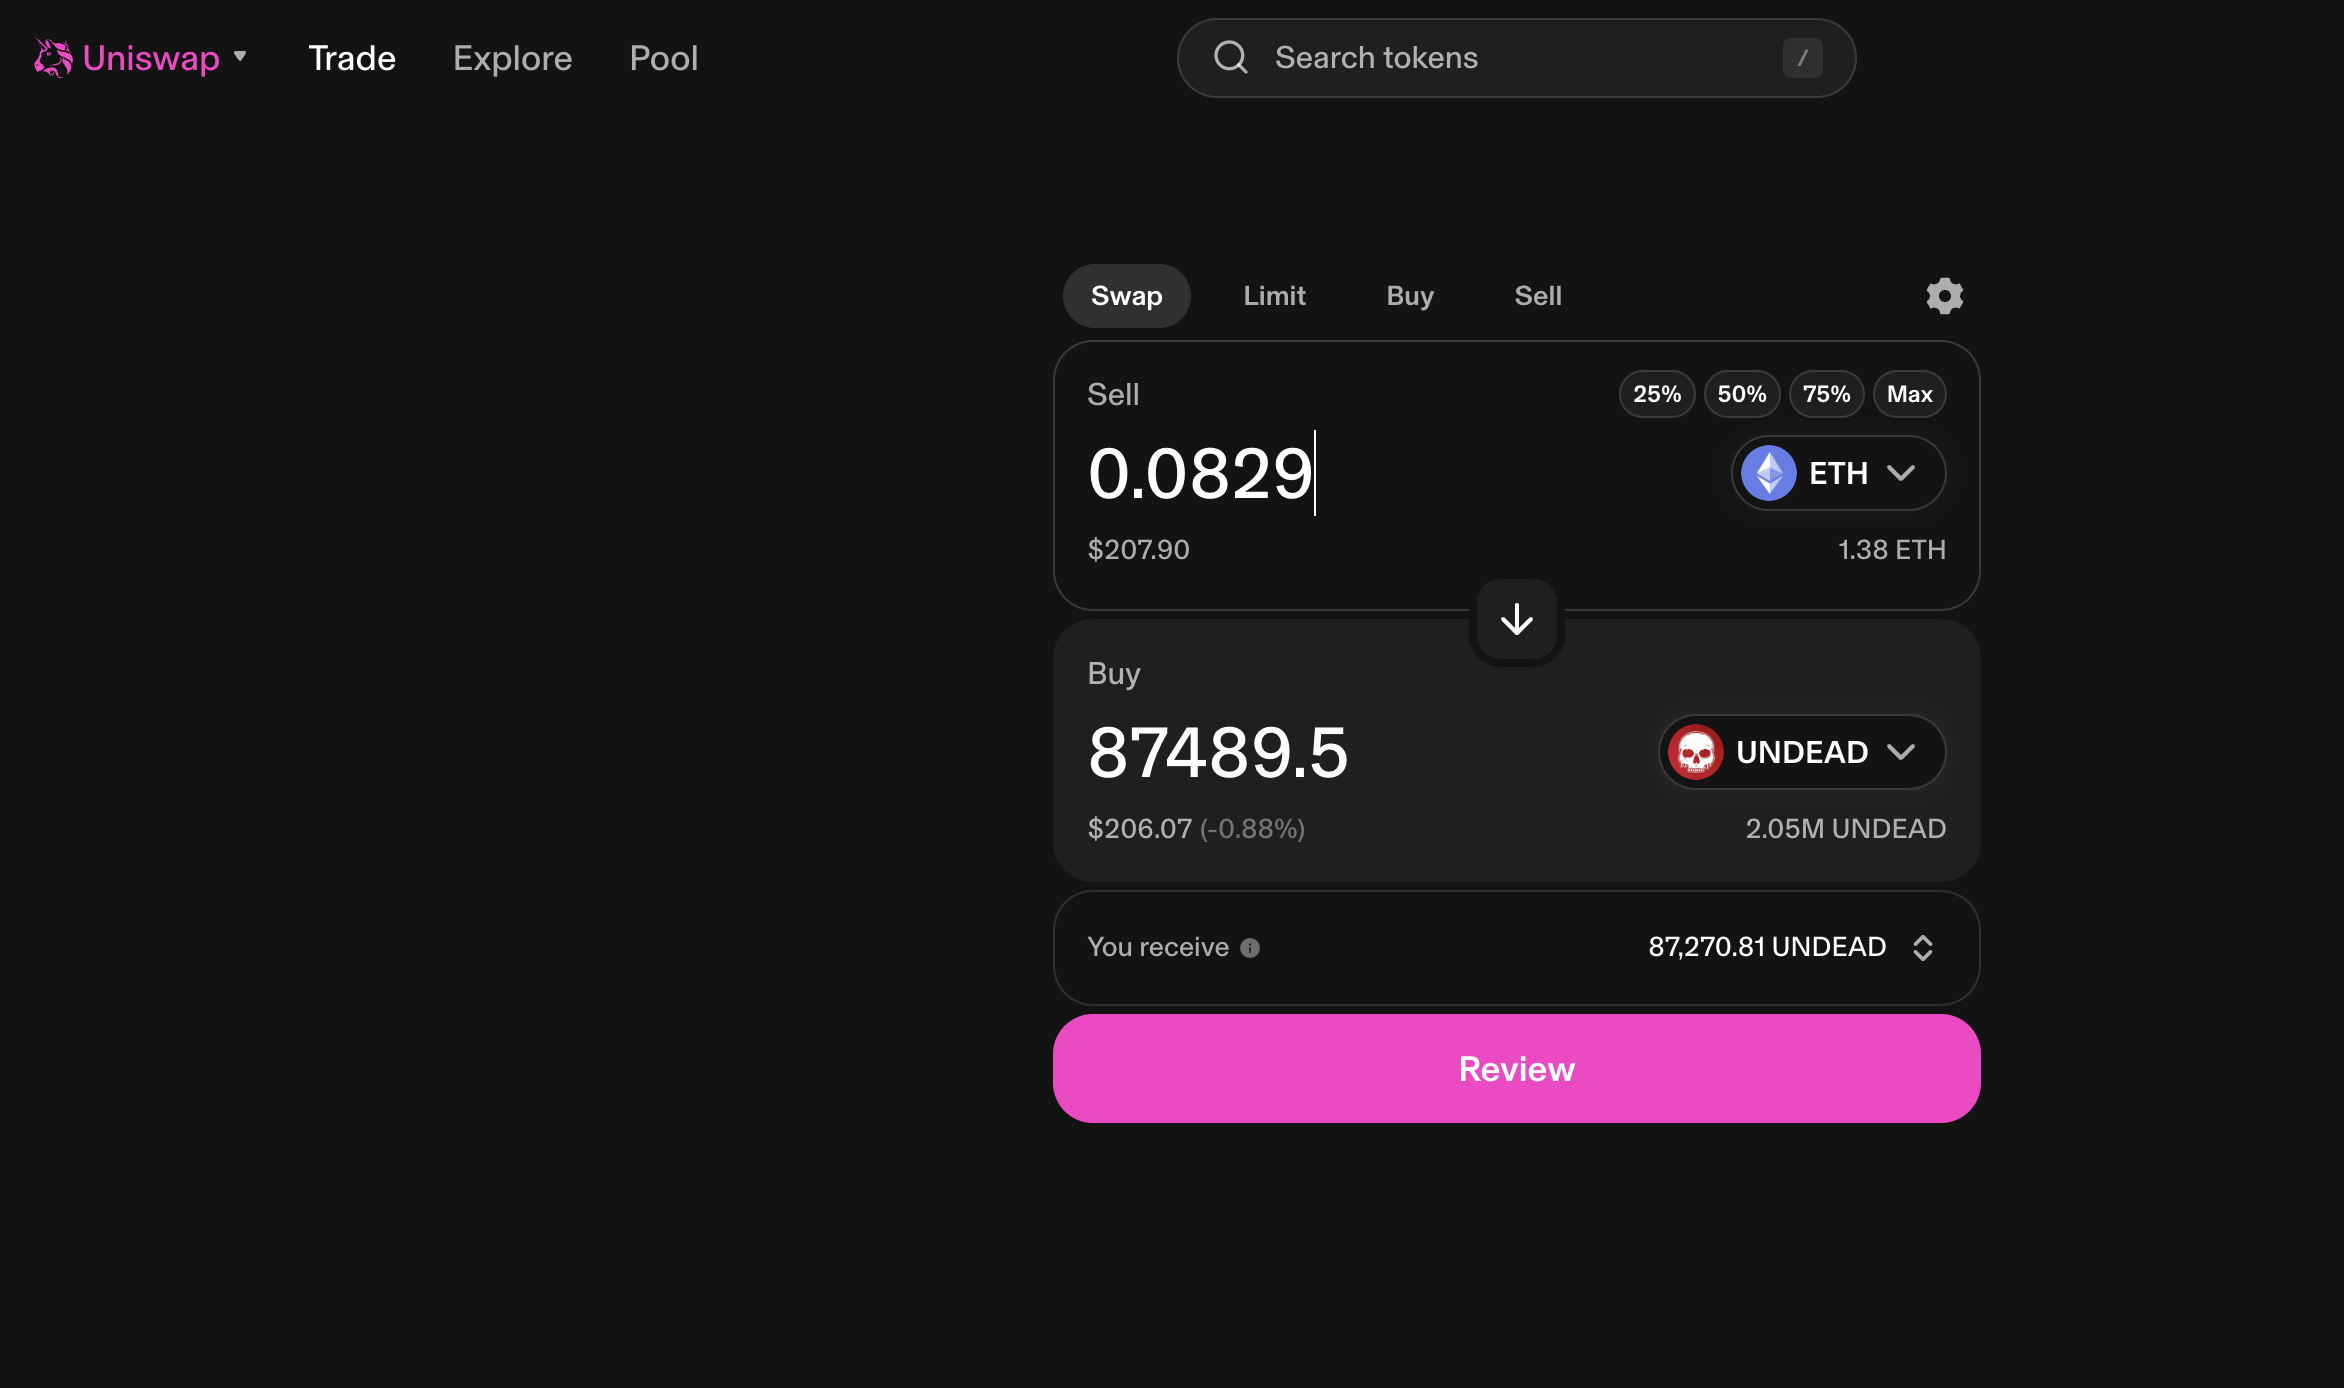 Uniswap Trade Explore Pool Search tokens /
Swap Limit Buy Sell
Sell 25% 50% 75% Max
0.0829 ETH
$207.90 1.38 ETH
Buy
87489.5 UNDEAD
$206.07 (-0.88%) 2.05M UNDEAD
You receive 87,270.81 UNDEAD
Review